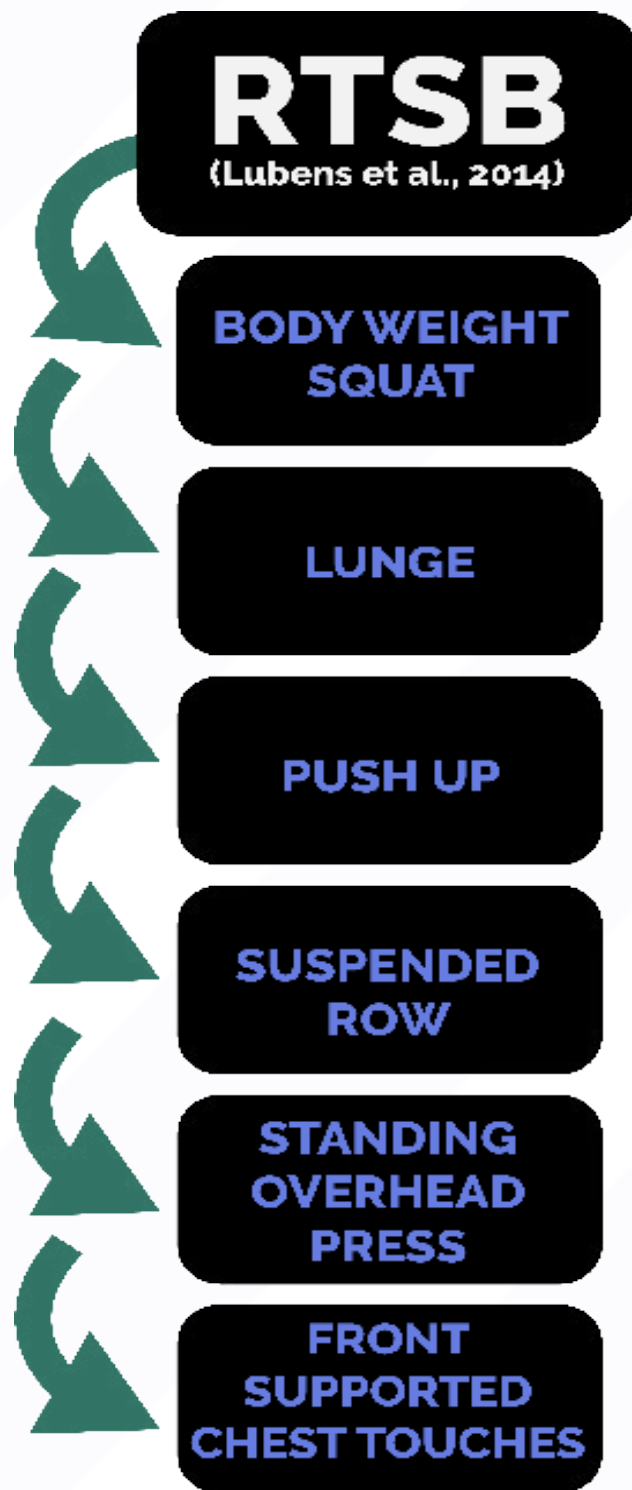 RTSB
(Lubens et al., 2014)
BODY WEIGHT
SQUAT
LUNGE
PUSH UP
SUSPENDED
ROW
STANDING
OVERHEAD
PRESS
FRONT
SUPPORTED
CHEST TOUCHES